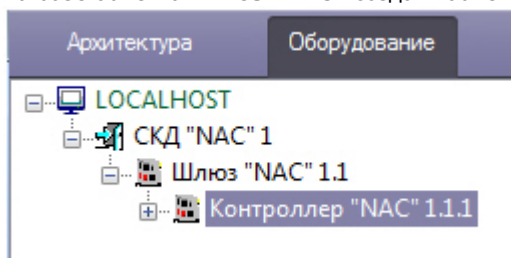 Архитектура Оборудование
LOCALHOST
СКД "NAC" 1
Шлюз "NAC" 1.1
Контроллер "NAC" 1.1.1